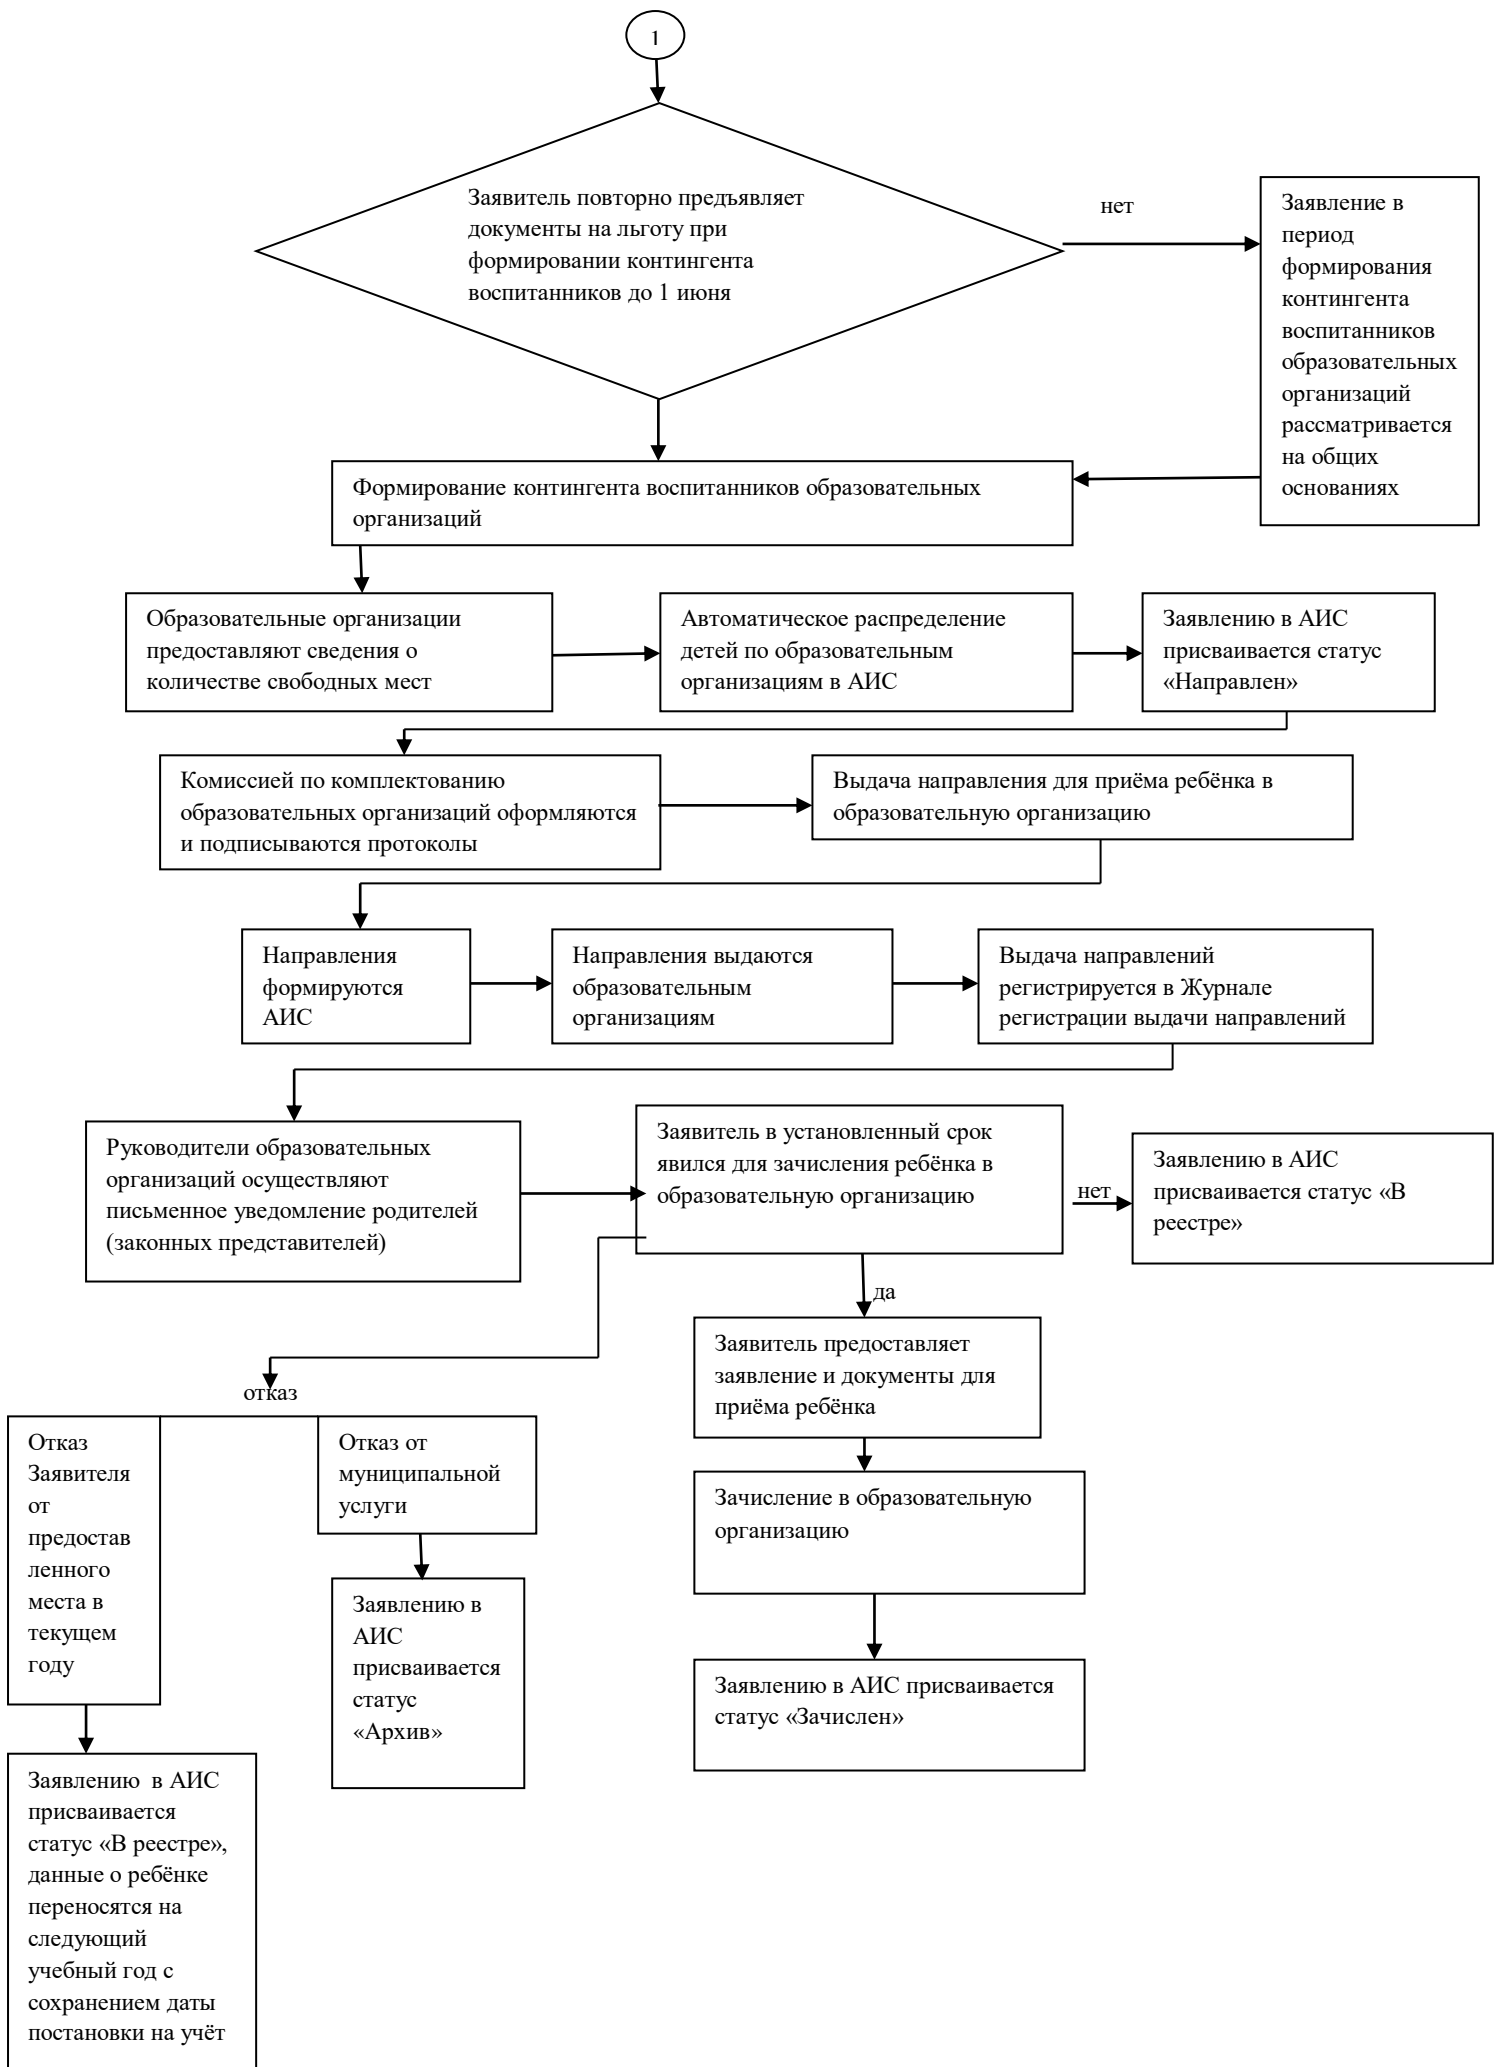 1
Заявитель повторно предъявляет
документы на льготу при
формировании контингента
воспитанников до 1 июня
нет
Заявление в
период
формирования
контингента
воспитанников
образовательных
организаций
рассматривается
на общих
основаниях
Формирование контингента воспитанников образовательных
организаций
Образовательные организации
предоставляют сведения о
количестве свободных мест
Автоматическое распределение
детей по образовательным
организациям в АИС
Заявлению в АИС
присваивается статус
«Направлен»
Комиссией по комплектованию
образовательных организаций оформляются
и подписываются протоколы
Выдача направления для приёма ребёнка в
образовательную организацию
Направления
формируются
АИС
Направления выдаются
образовательным
организациям
Выдача направлений
регистрируется в Журнале
регистрации выдачи направлений
Руководители образовательных
организаций осуществляют
письменное уведомление родителей
(законных представителей)
Заявитель в установленный срок
явился для зачисления ребёнка в
образовательную организацию
нет
Заявлению в АИС
присваивается статус «В
реестре»
да
Заявитель предоставляет
заявление и документы для
приёма ребёнка
отказ
Отказ
Заявителя
от
предостав
ленного
места в
текущем
году
Отказ от
муниципальной
услуги
Зачисление в образовательную
организацию
Заявлению в
АИС
присваивается
статус
«Архив»
Заявлению в АИС присваивается
статус «Зачислен»
Заявлению  в АИС
присваивается
статус «В реестре»,
данные о ребёнке
переносятся на
следующий
учебный год с
сохранением даты
постановки на учёт